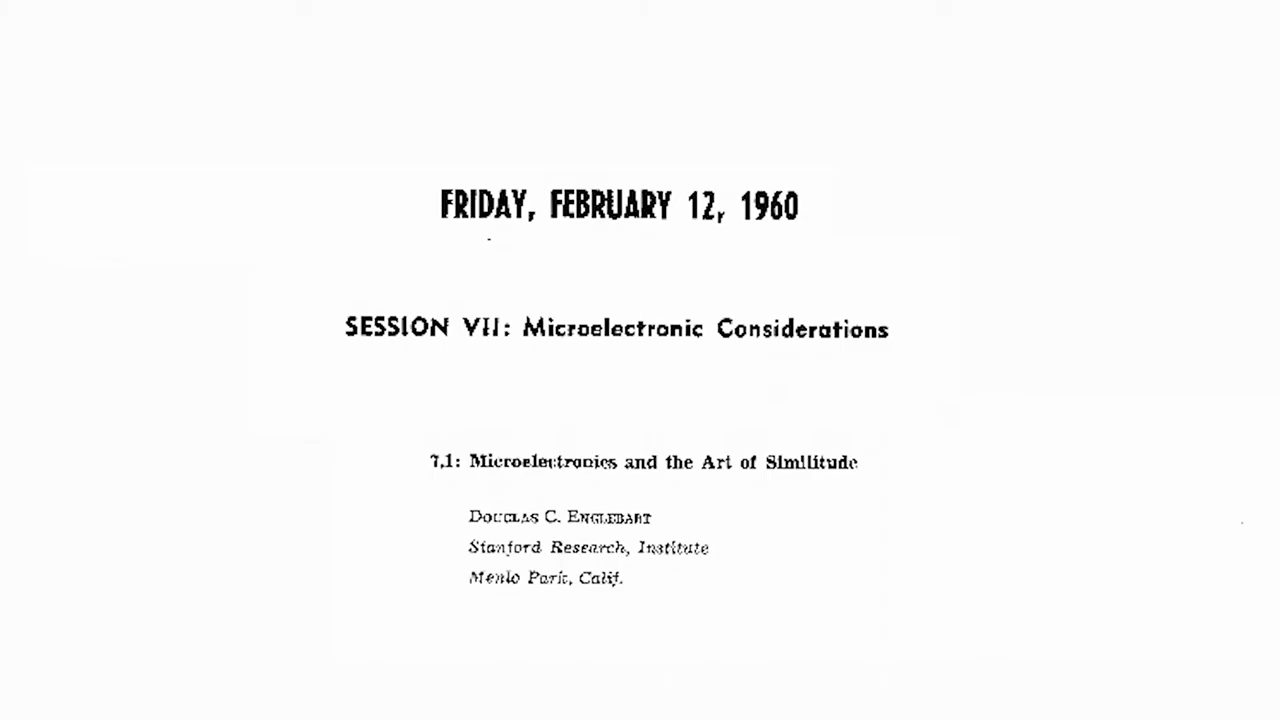 FRIDAY, FEBRUARY 12, 1960
SESSION VII: Microelectronic Considerations
7.1: Microelectronics and the Art of Similitude
DOUGLAS C. ENGLEBART
Stanford Research, Institute
Menlo Park, Calif.